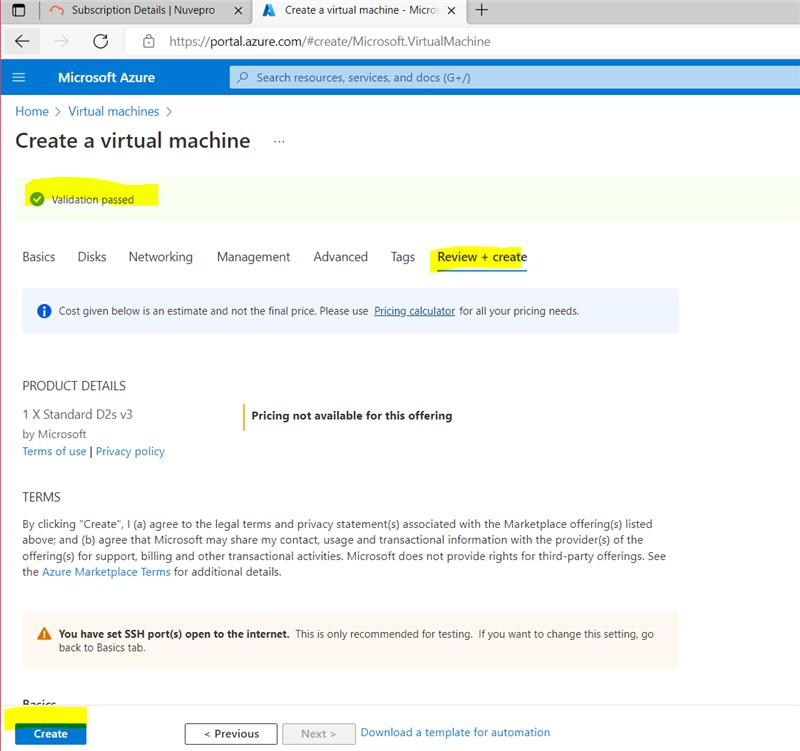 Subscription Details | Nuvepro
Create a virtual machine - Micros
https://portal.azure.com/#create/Microsoft.VirtualMachine
Microsoft Azure
Search resources, services, and docs (G+/)
Home > Virtual machines >
Create a virtual machine ...
Validation passed
Basics Disks Networking Management Advanced Tags Review + create
Cost given below is an estimate and not the final price. Please use Pricing calculator for all your pricing needs.
PRODUCT DETAILS
1 X Standard D2s v3
by Microsoft
Terms of use | Privacy policy
Pricing not available for this offering
TERMS
By clicking "Create", I (a) agree to the legal terms and privacy statement(s) associated with the Marketplace offering(s) listed
above; and (b) agree that Microsoft may share my contact, usage and transactional information with the provider(s) of the
offering(s) for support, billing and other transactional activities. Microsoft does not provide rights for third-party offerings. See
the Azure Marketplace Terms for additional details.
You have set SSH port(s) open to the internet. This is only recommended for testing. If you want to change this setting, go
back to Basics tab.
Basics
Create
< Previous
Next >
Download a template for automation